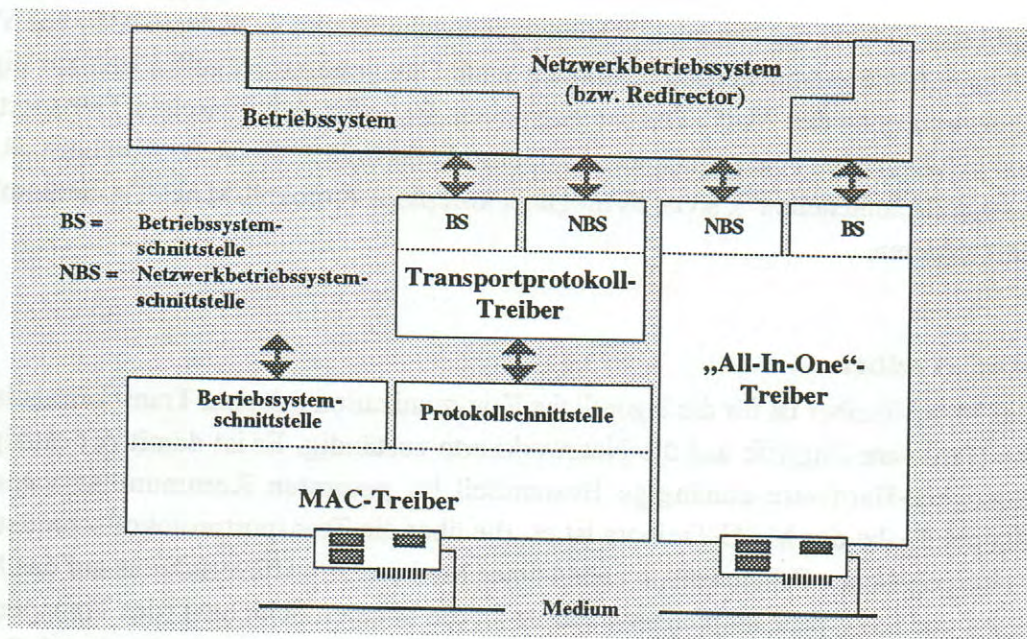 Netzwerkbetriebssystem
(bzw. Redirector)
Betriebssystem
BS NBS NBS BS
BS = Betriebssystem-
schnittstelle
NBS = Netzwerkbetriebssystem-
schnittstelle
Transportprotokoll-
Treiber
„All-In-One“
Treiber
Betriebssystem-
schnittstelle
Protokollschnittstelle
MAC-Treiber
Medium